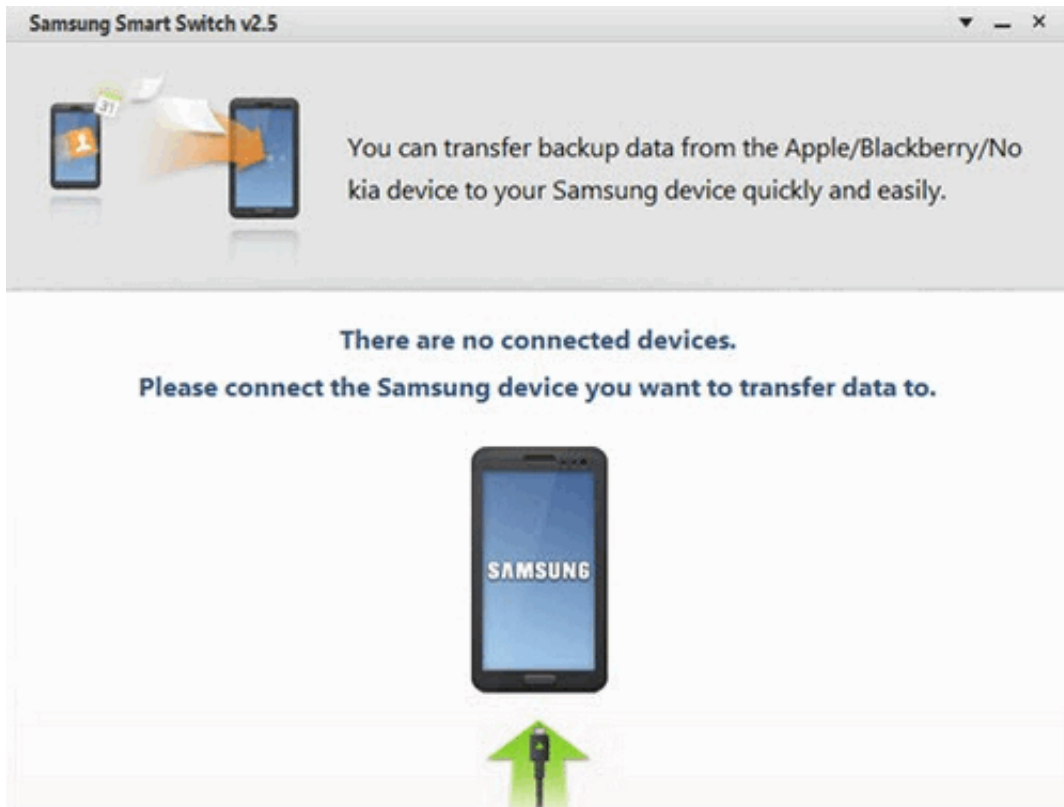 Samsung Smart Switch v2.5
31
You can transfer backup data from the Apple/Blackberry/No
kia device to your Samsung device quickly and easily.
There are no connected devices.
Please connect the Samsung device you want to transfer data to.
SAMSUNG